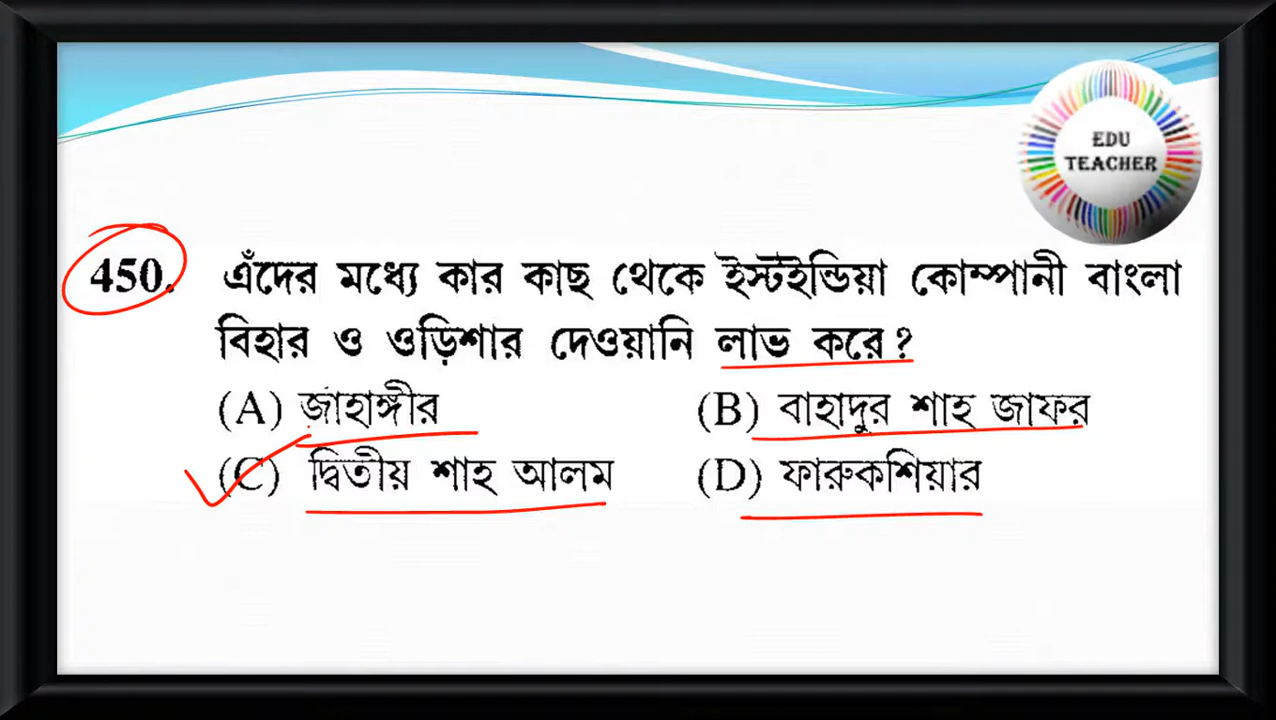 EDU
TEACHER
450. এঁদের মধ্যে কার কাছ থেকে ইস্টইন্ডিয়া কোম্পানী বাংলা
বিহার ও ওড়িশার দেওয়ানি লাভ করে?
(A) জাহাঙ্গীর (B) বাহাদুর শাহ জাফর
(C) দ্বিতীয় শাহ আলম (D) ফারুকশিয়ার